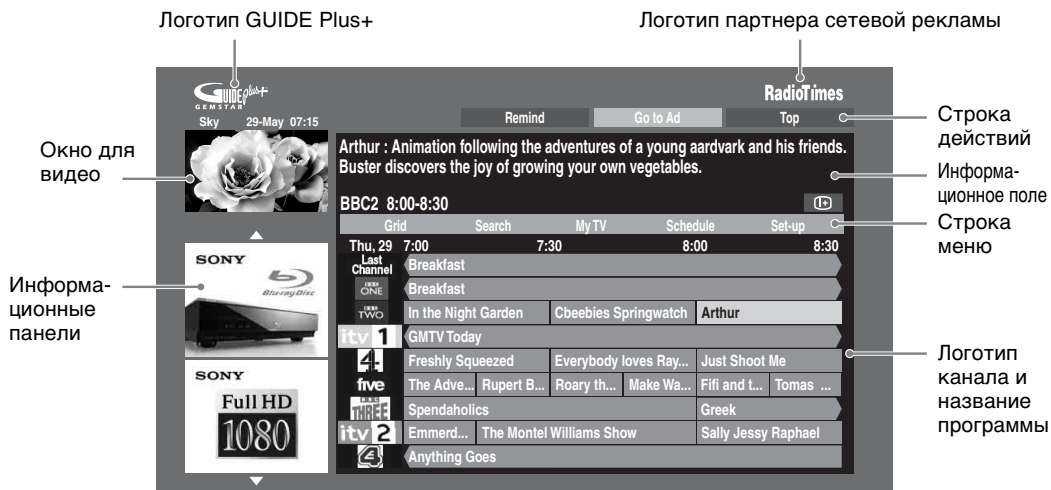 Логотип GUIDE Plus+
Логотип партнера сетевой рекламы
GUIDE plus+
GEMSTAR
RadioTimes
Sky 29-May 07:15
Remind Go to Ad Top
Строка
действий
Окно для
видео
Arthur : Animation following the adventures of a young aardvark and his friends.
Buster discovers the joy of growing your own vegetables.
BBC2 8:00-8:30
Информа-
ционное поле
Grid Search My TV Schedule Set-up
Строка
меню
Thu, 29 7:00 7:30 8:00 8:30
Last
Channel
Breakfast
BBC
ONE
Breakfast
BBC
TWO
In the Night Garden Cbeebies Springwatch Arthur
itv 1 GMTV Today
4 Freshly Squeezed Everybody loves Ray... Just Shoot Me
five The Adve... Rupert B... Roary th... Make Wa... Fifi and t... Tomas ...
BBC
THREE
Spendaholics Greek
itv 2 Emmerd... The Montel Williams Show Sally Jessy Raphael
4 Anything Goes
Информа-
ционные
панели
SONY
Blu-ray Disc
SONY
Full HD
1080
Логотип
канала и
название
программы